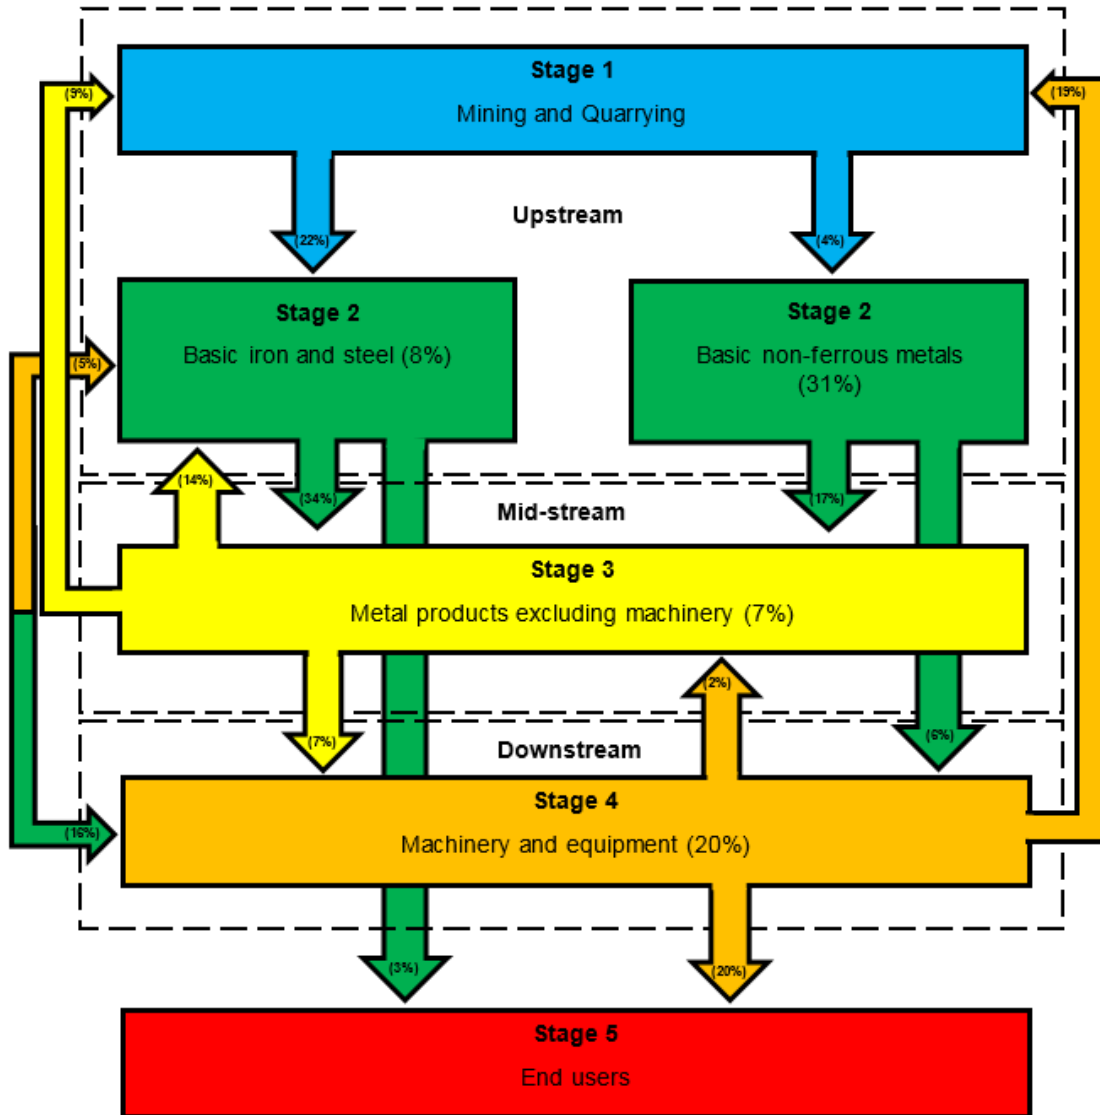 Stage 1
(9%)
(19%)
Mining and Quarrying
Upstream
(22%)
(4%)
Stage 2
Basic iron and steel (8%)
Stage 2
Basic non-ferrous metals
(31%)
(5%)
(14%)
(34%)
(17%)
Mid-stream
Stage 3
Metal products excluding machinery (7%)
(2%)
(7%)
(6%)
Downstream
Stage 4
Machinery and equipment (20%)
(16%)
(3%)
(20%)
Stage 5
End users